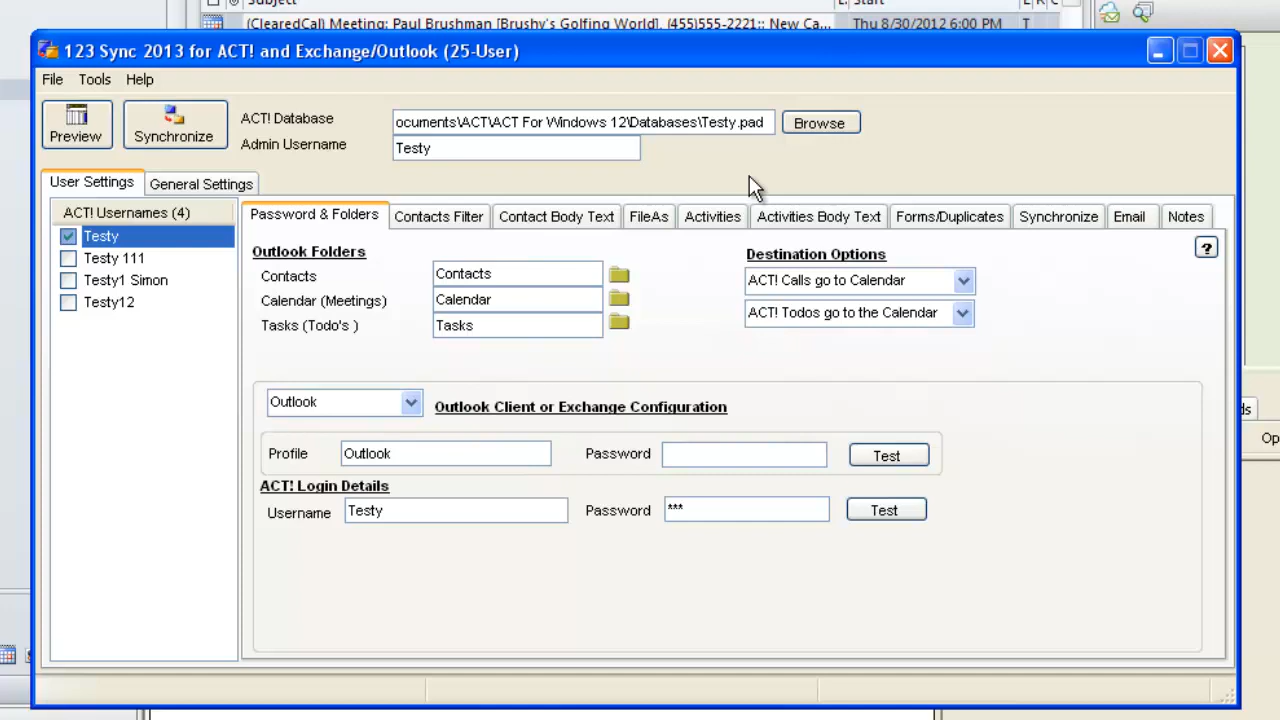 Subject Start
(ClearedCal) Meeting: Paul Brushman [Brushy's Golfing World], (455)555-2221:: New Ca... Thu 8/30/2012 6:00 PM T
123 Sync 2013 for ACT! and Exchange/Outlook (25-User)
File Tools Help
Preview Synchronize
ACT! Database ocuments\ACT\ACT For Windows 12\Databases\Testy.pad Browse
Admin Username Testy
User Settings General Settings
ACT! Usernames (4)
Testy
Testy 111
Testy1 Simon
Testy12
Password & Folders Contacts Filter Contact Body Text FileAs Activities Activities Body Text Forms/Duplicates Synchronize Email Notes
?
Outlook Folders Destination Options
Contacts Contacts ACT! Calls go to Calendar
Calendar (Meetings) Calendar
Tasks (Todo's ) Tasks ACT! Todos go to the Calendar
Outlook Outlook Client or Exchange Configuration
Profile Outlook Password Test
ACT! Login Details
Username Testy Password *** Test
ds
Op